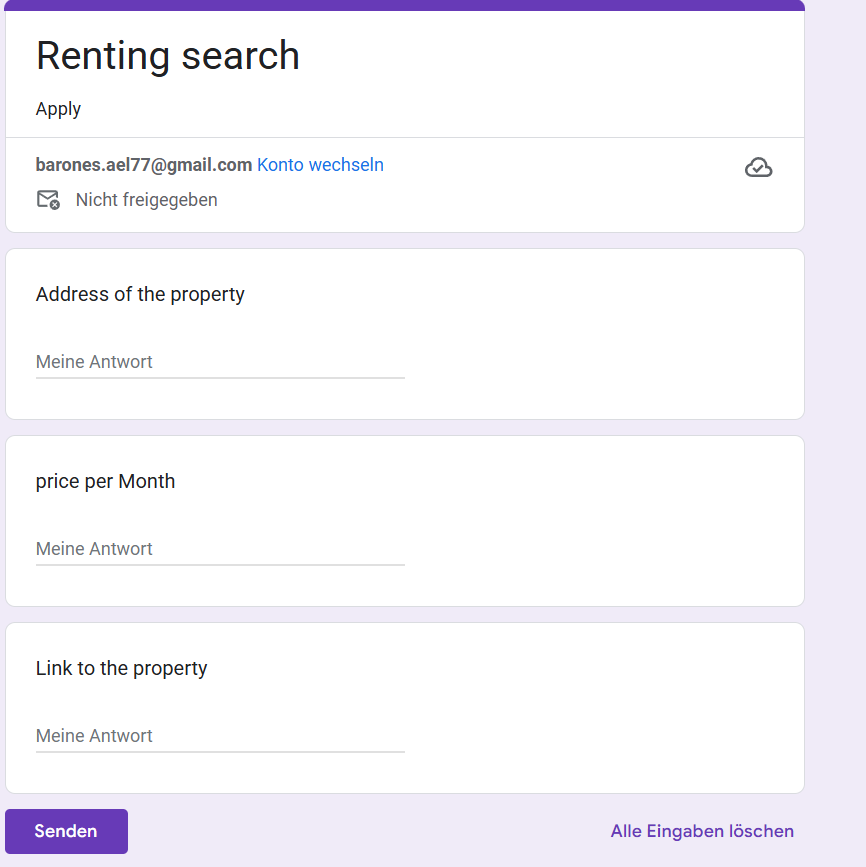 Renting search
Apply
barones.ael77@gmail.com Konto wechseln
Nicht freigegeben
Address of the property
Meine Antwort
price per Month
Meine Antwort
Link to the property
Meine Antwort
Senden
Alle Eingaben löschen